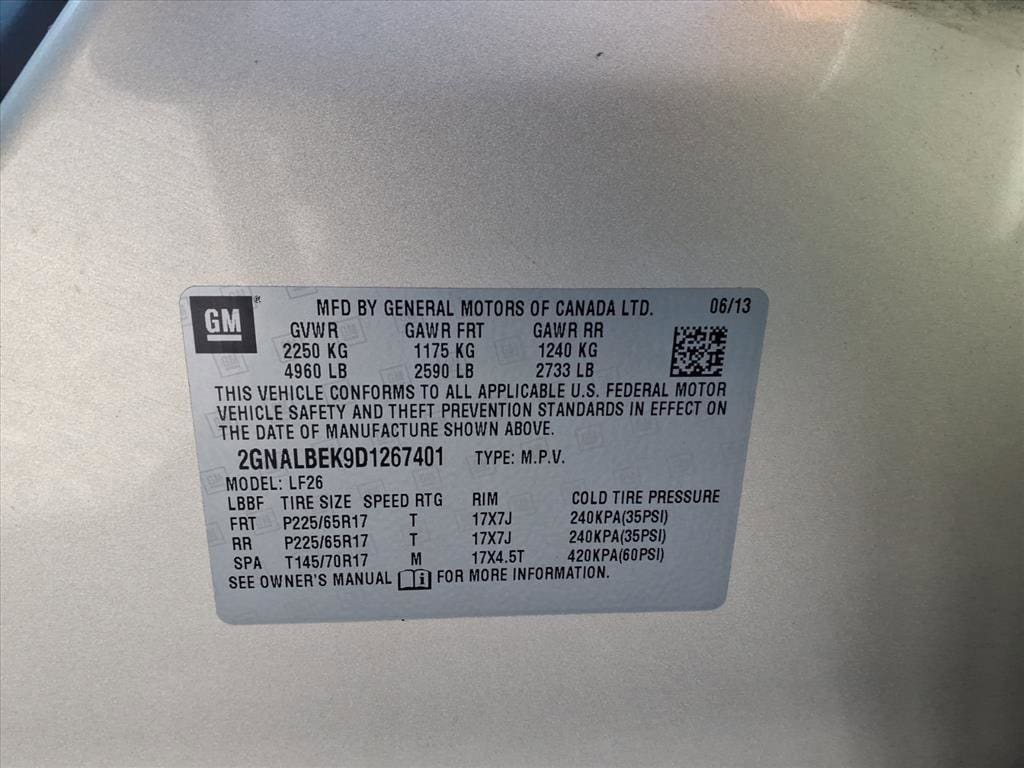 GM ® MFD BY GENERAL MOTORS OF CANADA LTD. 06/13
GVWR GAWR FRT GAWR RR
2250 KG 1175 KG 1240 KG
4960 LB 2590 LB 2733 LB
THIS VEHICLE CONFORMS TO ALL APPLICABLE U.S. FEDERAL MOTOR
VEHICLE SAFETY AND THEFT PREVENTION STANDARDS IN EFFECT ON
THE DATE OF MANUFACTURE SHOWN ABOVE.
2GNALBEK9D1267401 TYPE: M.P.V.
MODEL: LF26
LBBF TIRE SIZE SPEED RTG RIM COLD TIRE PRESSURE
FRT P225/65R17 T 17X7J 240KPA(35PSI)
RR P225/65R17 T 17X7J 240KPA(35PSI)
SPA T145/70R17 M 17X4.5T 420KPA(60PSI)
SEE OWNER'S MANUAL i FOR MORE INFORMATION.